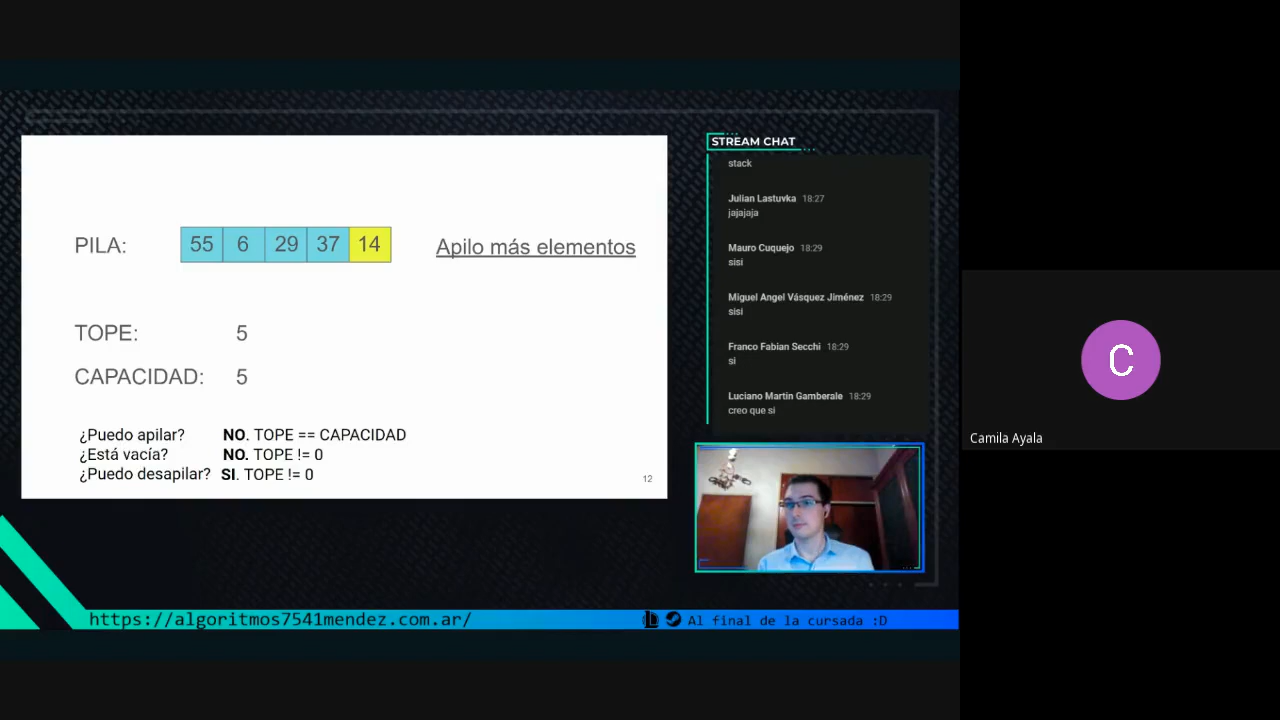 PILA: 55 6 29 37 14 Apilo más elementos
TOPE: 5
CAPACIDAD: 5
¿Puedo apilar? NO. TOPE == CAPACIDAD
¿Está vacía? NO. TOPE != 0
¿Puedo desapilar? SI. TOPE != 0
12
STREAM CHAT
stack
Julian Lastuvka 18:27
jajajaja
Mauro Cuquejo 18:29
sisi
Miguel Angel Vásquez Jiménez 18:29
sisi
Franco Fabian Secchi 18:29
si
Luciano Martin Gamberale 18:29
creo que si
https://algoritmos7541mendez.com.ar/
Al final de la cursada :D
C
Camila Ayala